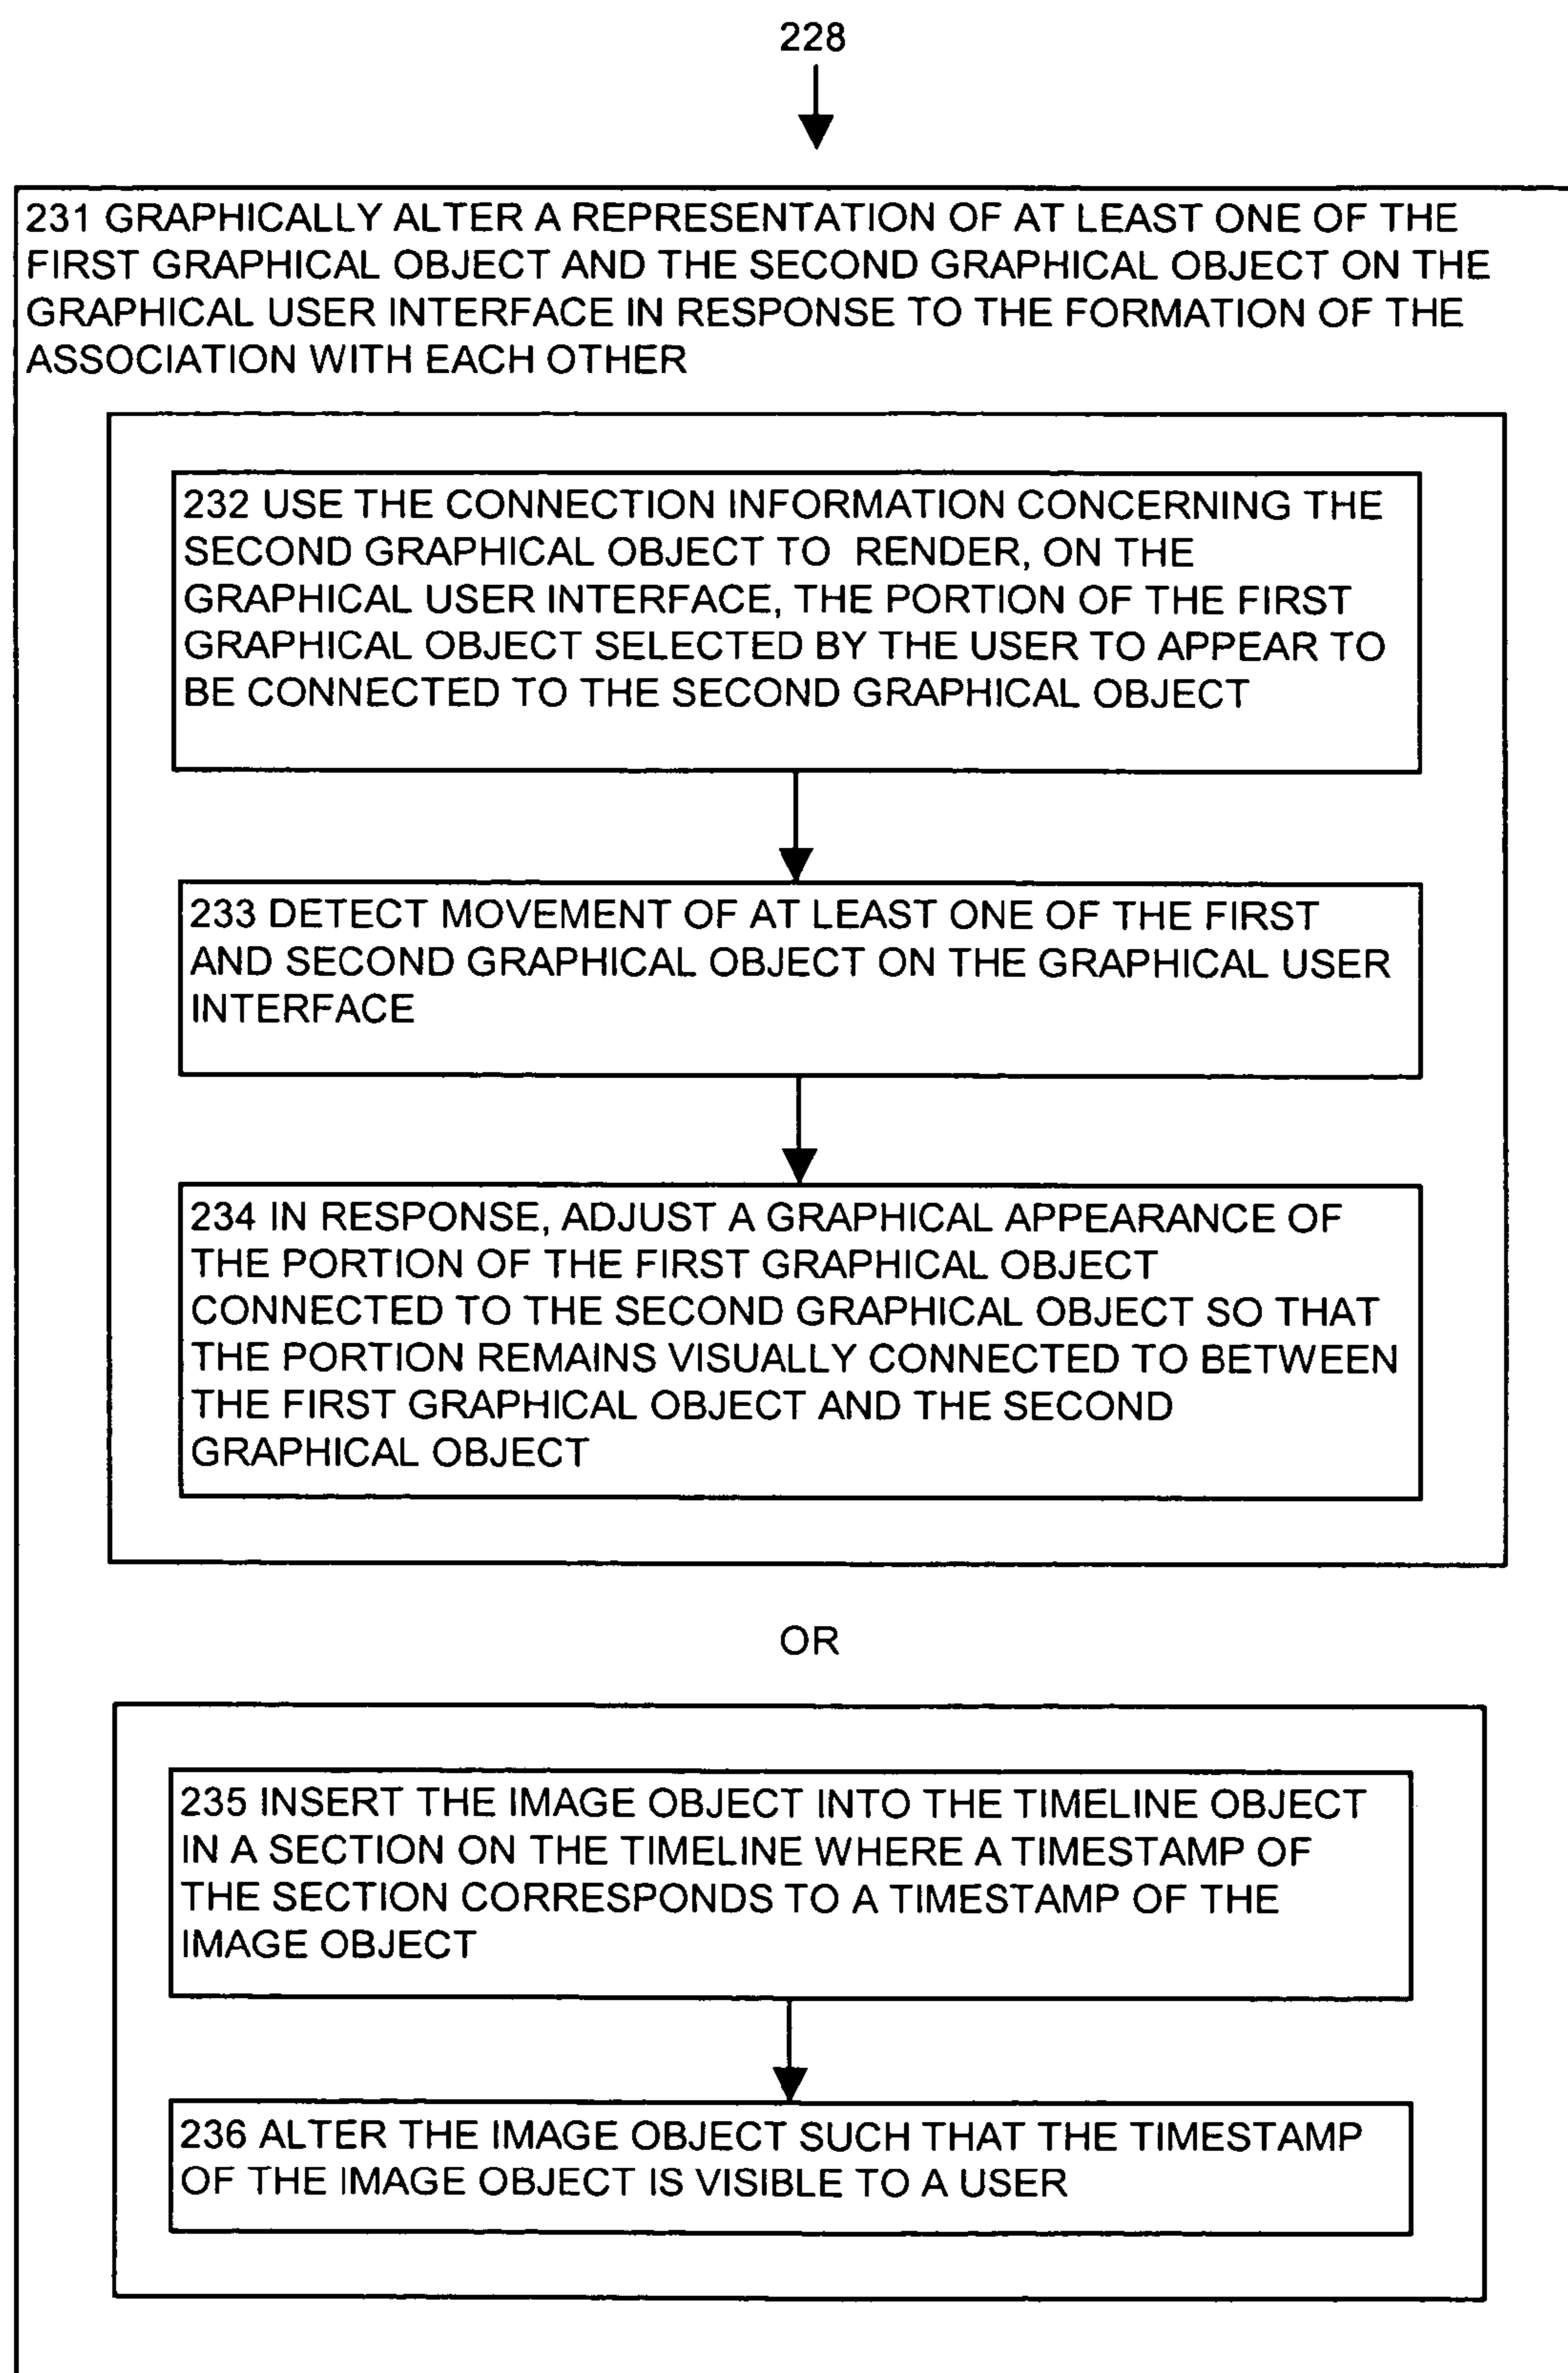 228
231 GRAPHICALLY ALTER A REPRESENTATION OF AT LEAST ONE OF THE
FIRST GRAPHICAL OBJECT AND THE SECOND GRAPHICAL OBJECT ON THE
GRAPHICAL USER INTERFACE IN RESPONSE TO THE FORMATION OF THE
ASSOCIATION WITH EACH OTHER
232 USE THE CONNECTION INFORMATION CONCERNING THE
SECOND GRAPHICAL OBJECT TO RENDER, ON THE
GRAPHICAL USER INTERFACE, THE PORTION OF THE FIRST
GRAPHICAL OBJECT SELECTED BY THE USER TO APPEAR TO
BE CONNECTED TO THE SECOND GRAPHICAL OBJECT
233 DETECT MOVEMENT OF AT LEAST ONE OF THE FIRST
AND SECOND GRAPHICAL OBJECT ON THE GRAPHICAL USER
INTERFACE
234 IN RESPONSE, ADJUST A GRAPHICAL APPEARANCE OF
THE PORTION OF THE FIRST GRAPHICAL OBJECT
CONNECTED TO THE SECOND GRAPHICAL OBJECT SO THAT
THE PORTION REMAINS VISUALLY CONNECTED TO BETWEEN
THE FIRST GRAPHICAL OBJECT AND THE SECOND
GRAPHICAL OBJECT
OR
235 INSERT THE IMAGE OBJECT INTO THE TIMELINE OBJECT
IN A SECTION ON THE TIMELINE WHERE A TIMESTAMP OF
THE SECTION CORRESPONDS TO A TIMESTAMP OF THE
IMAGE OBJECT
236 ALTER THE IMAGE OBJECT SUCH THAT THE TIMESTAMP
OF THE IMAGE OBJECT IS VISIBLE TO A USER